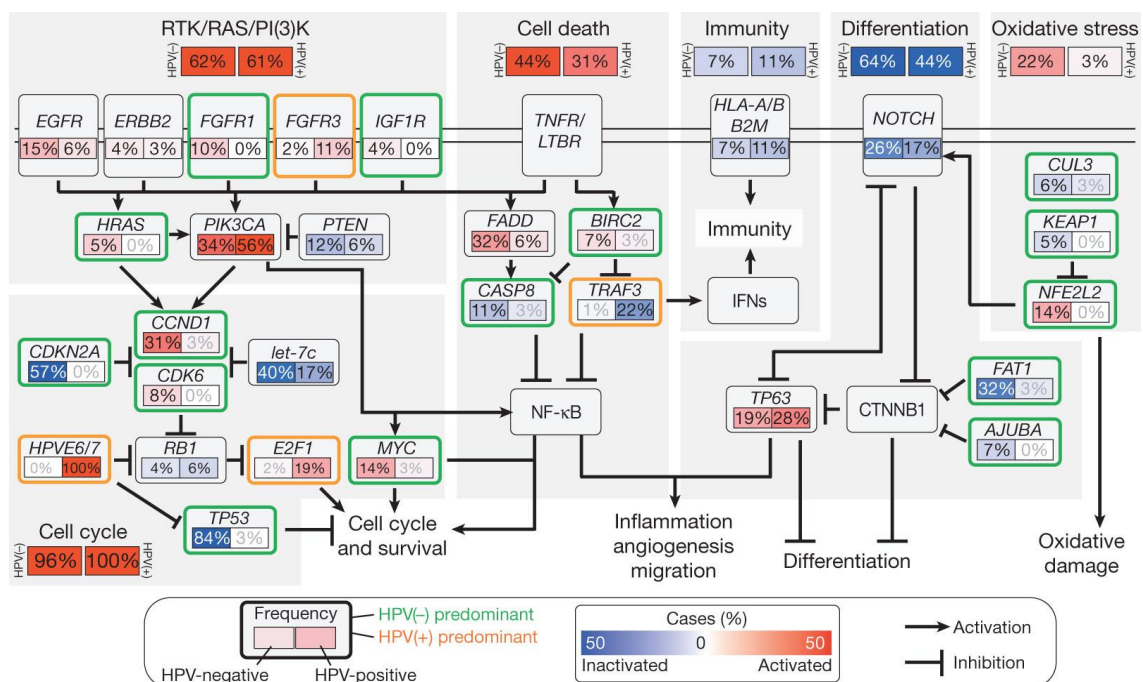 RTK/RAS/PI(3)K
HPV(−) 62% 61% HPV(+)
Cell death
HPV(−) 44% 31% HPV(+)
Immunity
HPV(−) 7% 11% HPV(+)
Differentiation
HPV(−) 64% 44% HPV(+)
Oxidative stress
HPV(−) 22% 3% HPV(+)
EGFR
15% 6%
ERBB2
4% 3%
FGFR1
10% 0%
FGFR3
2% 11%
IGF1R
4% 0%
TNFR/
LTBR
HLA-A/B
B2M
7% 11%
NOTCH
26% 17%
CUL3
6% 3%
KEAP1
5% 0%
NFE2L2
14% 0%
HRAS
5% 0%
PIK3CA
34% 56%
PTEN
12% 6%
FADD
32% 6%
BIRC2
7% 3%
Immunity
CASP8
11% 3%
TRAF3
1% 22%
IFNs
CCND1
31% 3%
CDKN2A
57% 0%
let-7c
40% 17%
CDK6
8% 0%
NF-κB
TP63
19% 28%
CTNNB1
FAT1
32% 3%
AJUBA
7% 0%
HPVE6/7
0% 100%
RB1
4% 6%
E2F1
2% 19%
MYC
14% 3%
TP53
84% 3%
Cell cycle
and survival
Cell cycle
HPV(−) 96% 100% HPV(+)
Inflammation
angiogenesis
migration
Differentiation
Oxidative
damage
Frequency
HPV-negative
HPV-positive
HPV(−) predominant
HPV(+) predominant
Cases (%)
50 0 50
Inactivated Activated
Activation
Inhibition